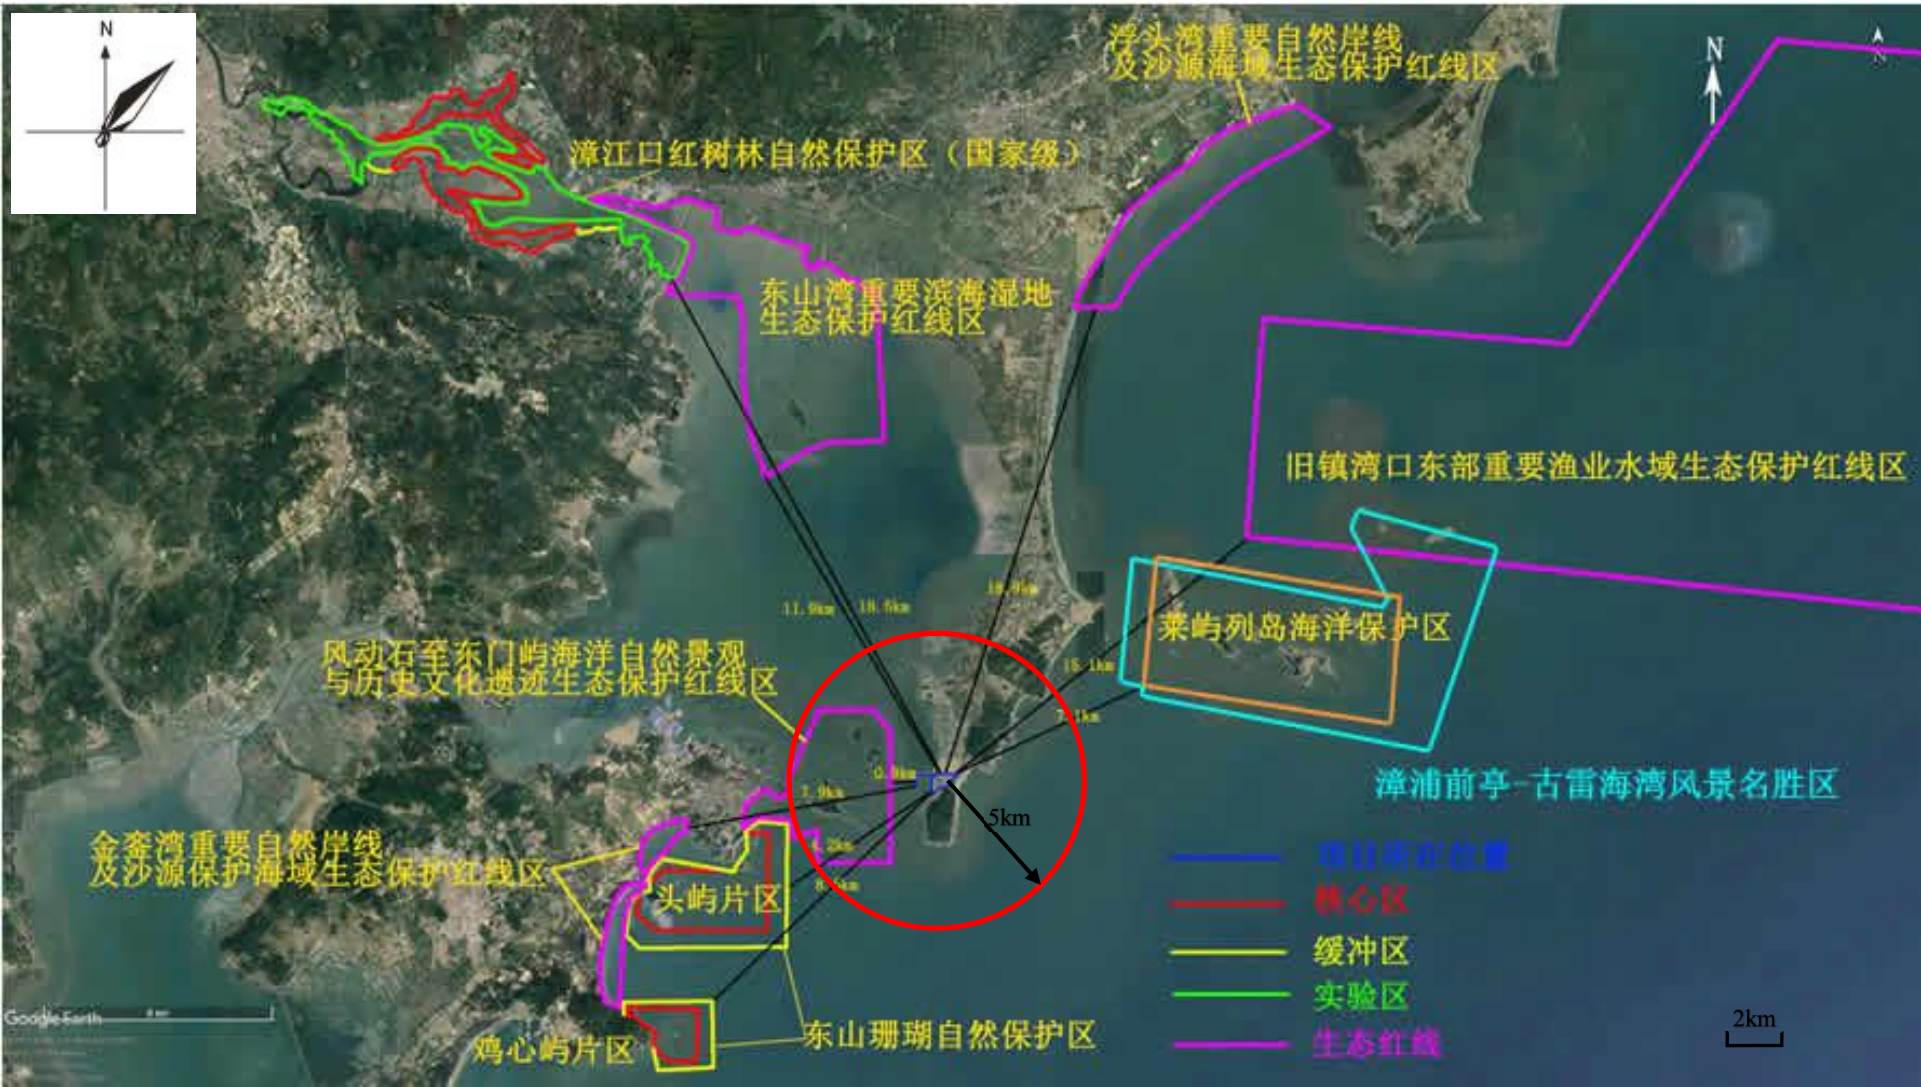 N
浮头湾重要自然岸线
及沙源海域生态保护红线区
N
N
漳江口红树林自然保护区（国家级）
东山湾重要滨海湿地
生态保护红线区
旧镇湾口东部重要渔业水域生态保护红线区
11.9km
18.5km
莱屿列岛海洋保护区
风动石至东门屿海洋自然景观
与历史文化遗迹生态保护红线区
15.1km
漳浦前亭-古雷海湾风景名胜区
5km
金銮湾重要自然岸线
及沙源保护海域生态保护红线区
头屿片区
项目所在位置
核心区
缓冲区
实验区
生态红线
Google Earth
2km
鸡心屿片区
东山珊瑚自然保护区